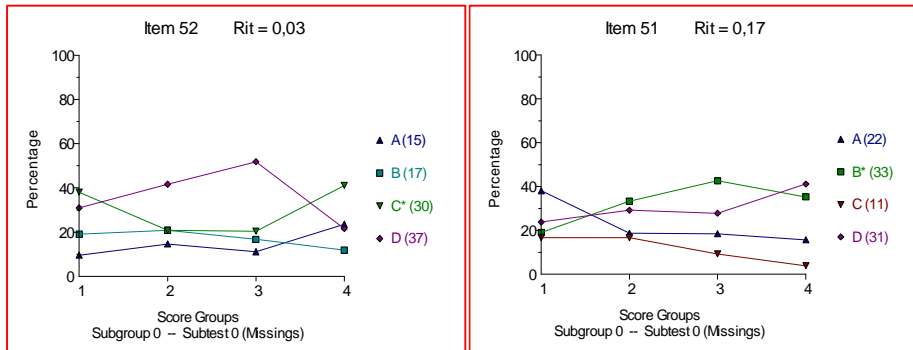 Item 52 Rit = 0,03
100
80
60
40
20
0
Percentage
1 2 3 4
Score Groups
Subgroup 0 -- Subtest 0 (Missings)
A (15)
B (17)
C* (30)
D (37)
Item 51 Rit = 0,17
100
80
60
40
20
0
Percentage
1 2 3 4
Score Groups
Subgroup 0 -- Subtest 0 (Missings)
A (22)
B* (33)
C (11)
D (31)